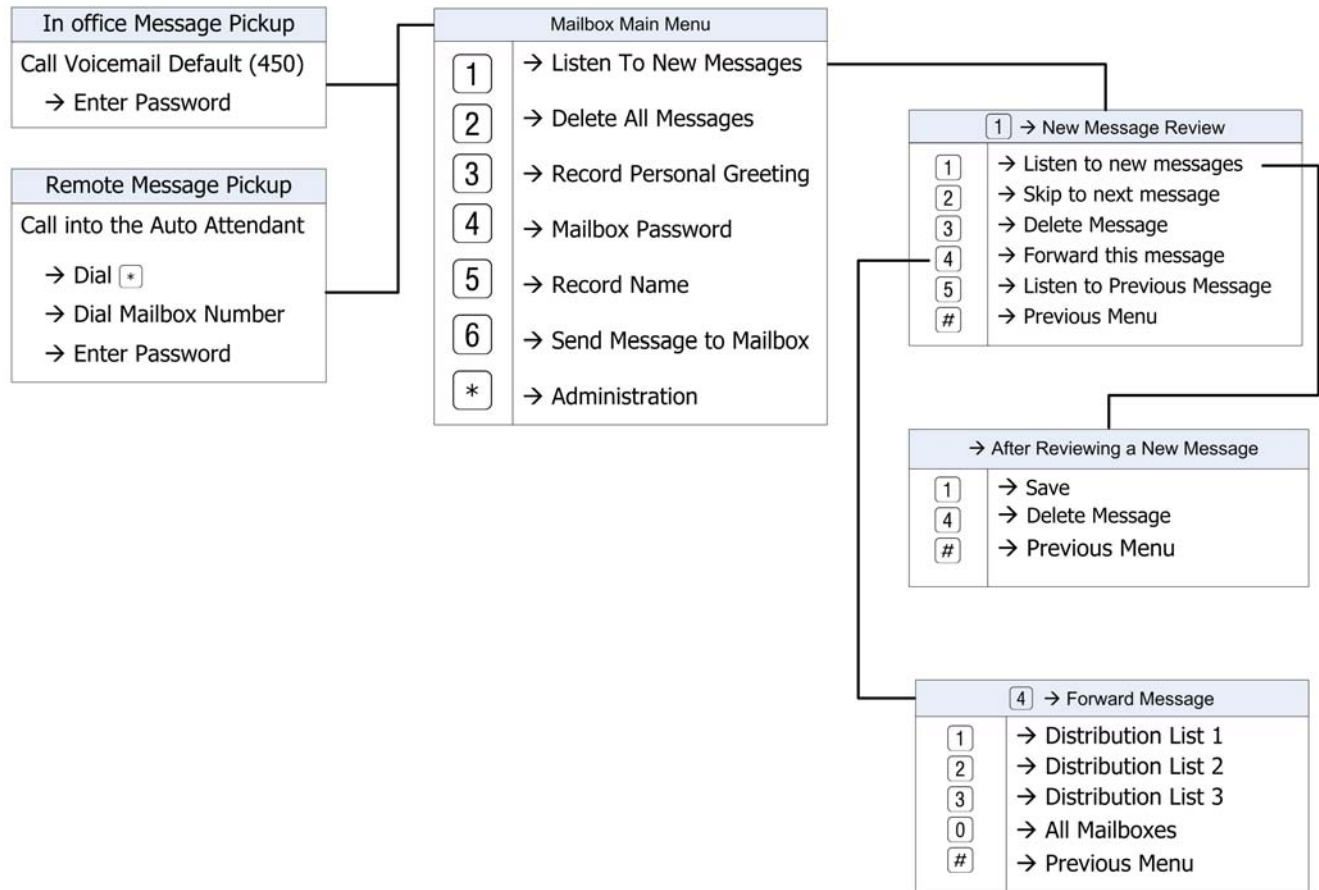 In office Message Pickup
Call Voicemail Default (450)
→ Enter Password
Remote Message Pickup
Call into the Auto Attendant
→ Dial *
→ Dial Mailbox Number
→ Enter Password
Mailbox Main Menu
1 → Listen To New Messages
2 → Delete All Messages
3 → Record Personal Greeting
4 → Mailbox Password
5 → Record Name
6 → Send Message to Mailbox
* → Administration
1 → New Message Review
1 → Listen to new messages
2 → Skip to next message
3 → Delete Message
4 → Forward this message
5 → Listen to Previous Message
# → Previous Menu
→ After Reviewing a New Message
1 → Save
4 → Delete Message
# → Previous Menu
4 → Forward Message
1 → Distribution List 1
2 → Distribution List 2
3 → Distribution List 3
0 → All Mailboxes
# → Previous Menu